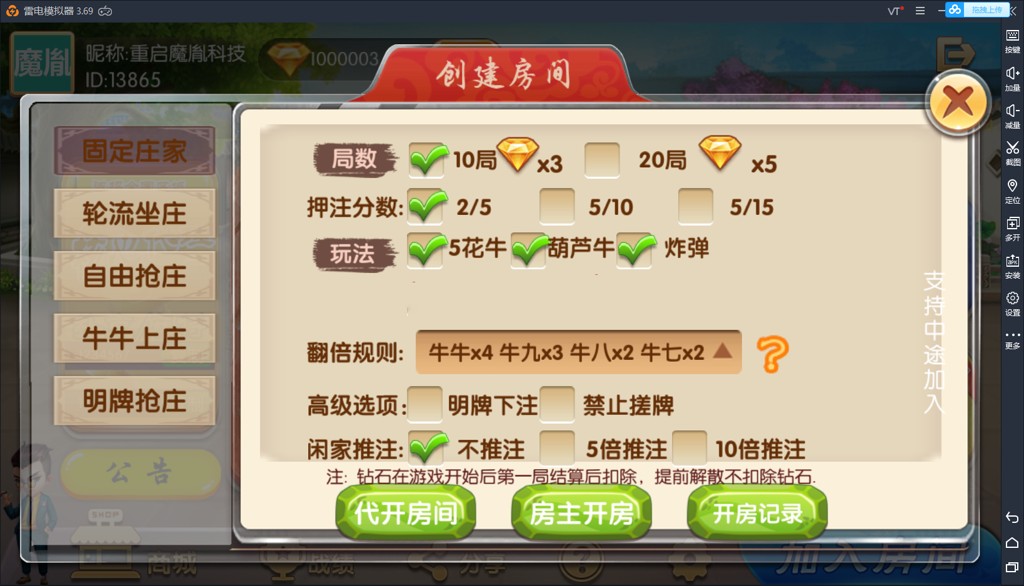 雷电模拟器 3.69
VT
拖拽上传
魔胤
昵称:重启魔胤科技
ID:13865
1000003
创建房间
固定庄家
轮流坐庄
自由抢庄
牛牛上庄
明牌抢庄
公告
局数 10局 x3 20局 x5
押注分数: 2/5 5/10 5/15
玩法 5花牛 葫芦牛 炸弹
翻倍规则: 牛牛x4 牛九x3 牛八x2 牛七x2 ?
高级选项: 明牌下注 禁止搓牌
闲家推注: 不推注 5倍推注 10倍推注
注: 钻石在游戏开始后第一局结算后扣除，提前解散不扣除钻石.
代开房间 房主开房 开房记录
支持中途加入
SHOP
商城 战绩 分享
加入房间
按键
加量
减量
截图
定位
多开
安装
设置
更多